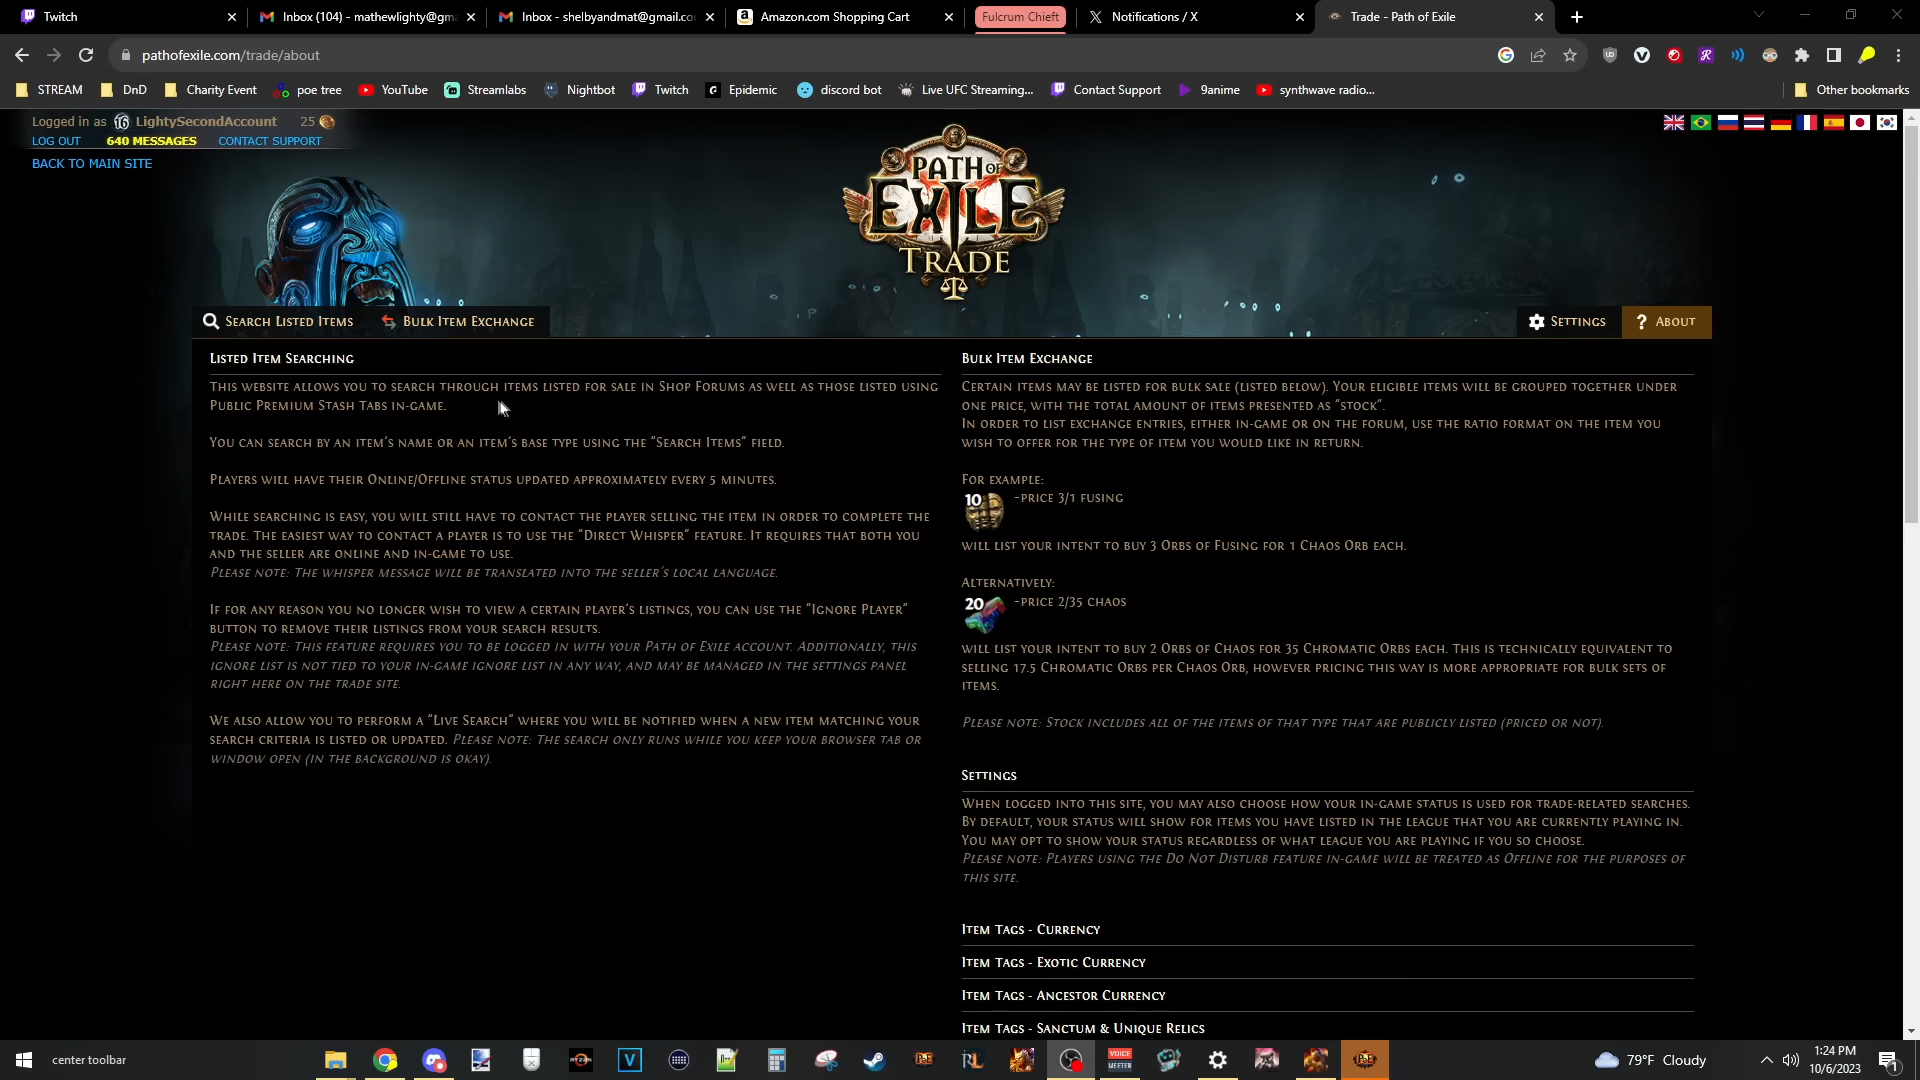 Twitch
Inbox (104) - mathewlighty@gm
Inbox - shelbyandmat@gmail.co
Amazon.com Shopping Cart
Fulcrum Chieft
Notifications / X
Trade - Path of Exile
pathofexile.com/trade/about
STREAM
DnD
Charity Event
poe tree
YouTube
Streamlabs
Nightbot
Twitch
Epidemic
discord bot
Live UFC Streaming...
Contact Support
9anime
synthwave radio...
Other bookmarks
Logged in as 16 LightySecondAccount 25
LOG OUT 640 MESSAGES CONTACT SUPPORT
BACK TO MAIN SITE
PATH OF
EXILE
TRADE
Search Listed Items
Bulk Item Exchange
Settings
? About
Listed Item Searching
This website allows you to search through items listed for sale in Shop Forums as well as those listed using
Public Premium Stash Tabs in-game.
You can search by an item's name or an item's base type using the "Search Items" field.
Players will have their Online/Offline status updated approximately every 5 minutes.
While searching is easy, you will still have to contact the player selling the item in order to complete the
trade. The easiest way to contact a player is to use the "Direct Whisper" feature. It requires that both you
and the seller are online and in-game to use.
Please note: The whisper message will be translated into the seller's local language.
If for any reason you no longer wish to view a certain player's listings, you can use the "Ignore Player"
button to remove their listings from your search results.
Please note: This feature requires you to be logged in with your Path of Exile account. Additionally, this
ignore list is not tied to your in-game ignore list in any way, and may be managed in the settings panel
right here on the trade site.
We also allow you to perform a "Live Search" where you will be notified when a new item matching your
search criteria is listed or updated. Please note: The search only runs while you keep your browser tab or
window open (in the background is okay).
Bulk Item Exchange
Certain items may be listed for bulk sale (listed below). Your eligible items will be grouped together under
one price, with the total amount of items presented as "stock".
In order to list exchange entries, either in-game or on the forum, use the ratio format on the item you
wish to offer for the type of item you would like in return.
For example:
10 -price 3/1 fusing
will list your intent to buy 3 Orbs of Fusing for 1 Chaos Orb each.
Alternatively:
20 -price 2/35 chaos
will list your intent to buy 2 Orbs of Chaos for 35 Chromatic Orbs each. This is technically equivalent to
selling 17.5 Chromatic Orbs per Chaos Orb, however pricing this way is more appropriate for bulk sets of
items.
Please note: Stock includes all of the items of that type that are publicly listed (priced or not).
Settings
When logged into this site, you may also choose how your in-game status is used for trade-related searches.
By default, your status will show for items you have listed in the league that you are currently playing in.
You may opt to show your status regardless of what league you are playing if you so choose.
Please note: Players using the Do Not Disturb feature in-game will be treated as Offline for the purposes of
this site.
Item Tags - Currency
Item Tags - Exotic Currency
Item Tags - Ancestor Currency
Item Tags - Sanctum & Unique Relics
center toolbar
RYZEN
V
PoE
RL
VOICE
MEETER
PoE
79°F Cloudy
1:24 PM
10/6/2023
1